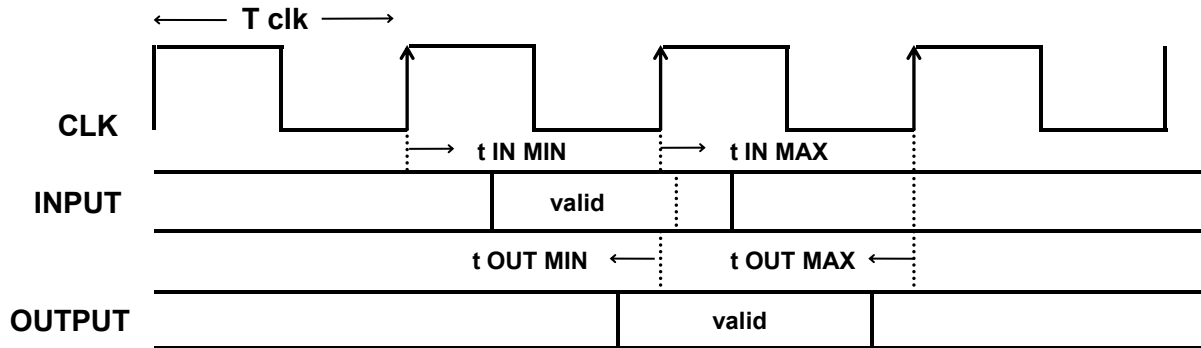 T clk
CLK
t IN MIN
t IN MAX
INPUT
valid
t OUT MIN
t OUT MAX
OUTPUT
valid